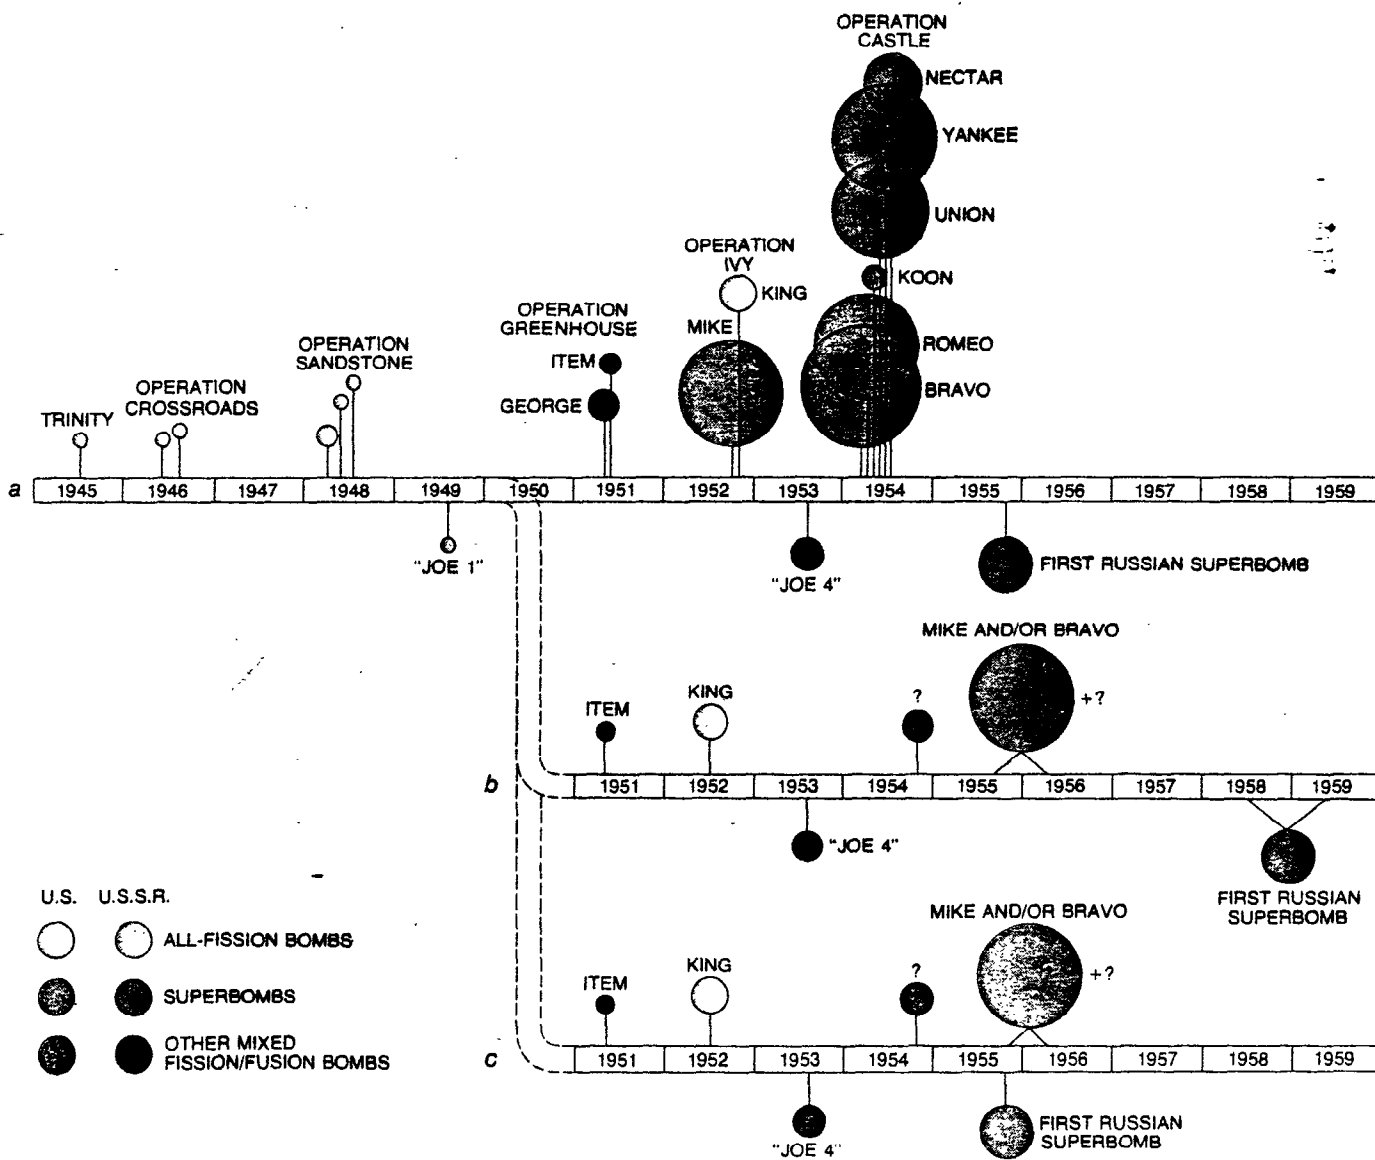 OPERATION
CASTLE
NECTAR
YANKEE
UNION
KOON
ROMEO
BRAVO
OPERATION
IVY
KING
MIKE
OPERATION
GREENHOUSE
ITEM
GEORGE
OPERATION
SANDSTONE
OPERATION
CROSSROADS
TRINITY
a 1945 1946 1947 1948 1949 1950 1951 1952 1953 1954 1955 1956 1957 1958 1959
"JOE 1"
"JOE 4"
FIRST RUSSIAN SUPERBOMB
MIKE AND/OR BRAVO
+?
?
KING
ITEM
b 1951 1952 1953 1954 1955 1956 1957 1958 1959
"JOE 4"
FIRST RUSSIAN
SUPERBOMB
MIKE AND/OR BRAVO
+?
?
KING
ITEM
c 1951 1952 1953 1954 1955 1956 1957 1958 1959
"JOE 4"
FIRST RUSSIAN
SUPERBOMB
U.S. U.S.S.R.
ALL-FISSION BOMBS
SUPERBOMBS
OTHER MIXED
FISSION/FUSION BOMBS